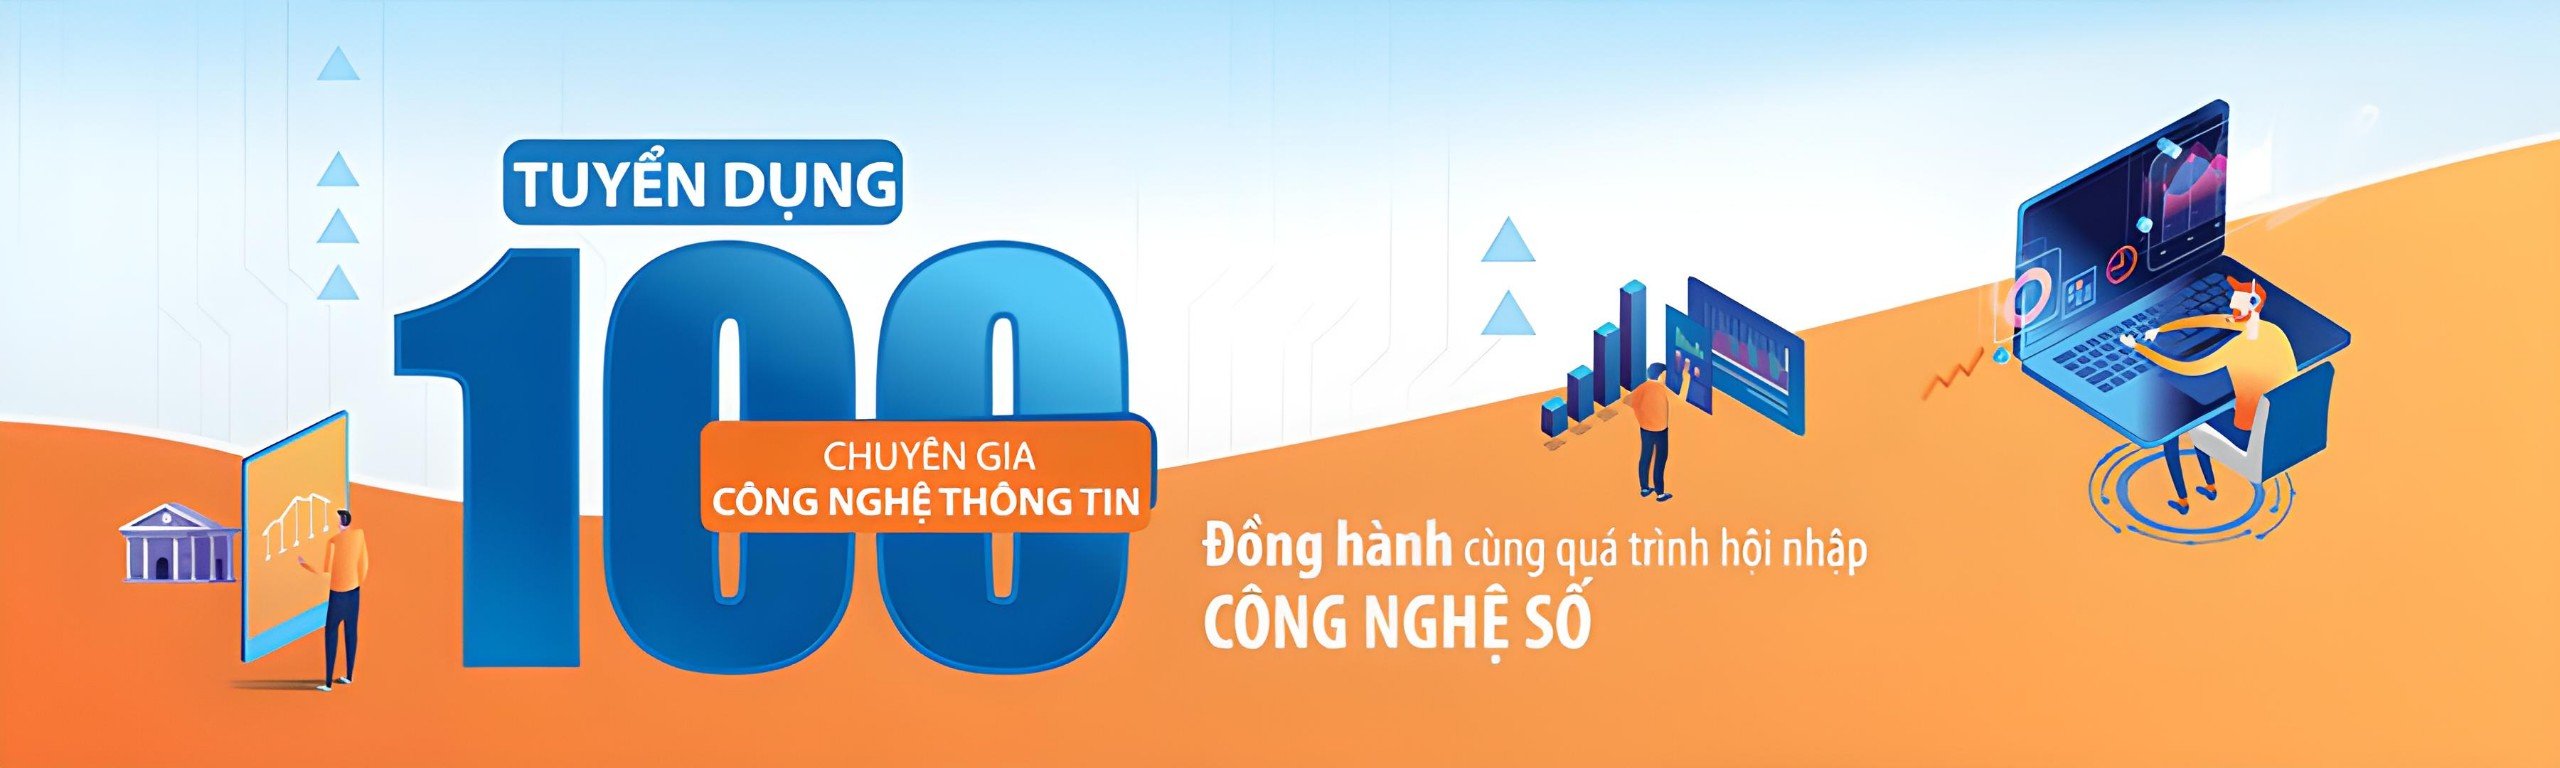 TUYỂN DỤNG
100
CHUYÊN GIA
CÔNG NGHỆ THÔNG TIN
Đồng hành cùng quá trình hội nhập
CÔNG NGHỆ SỐ